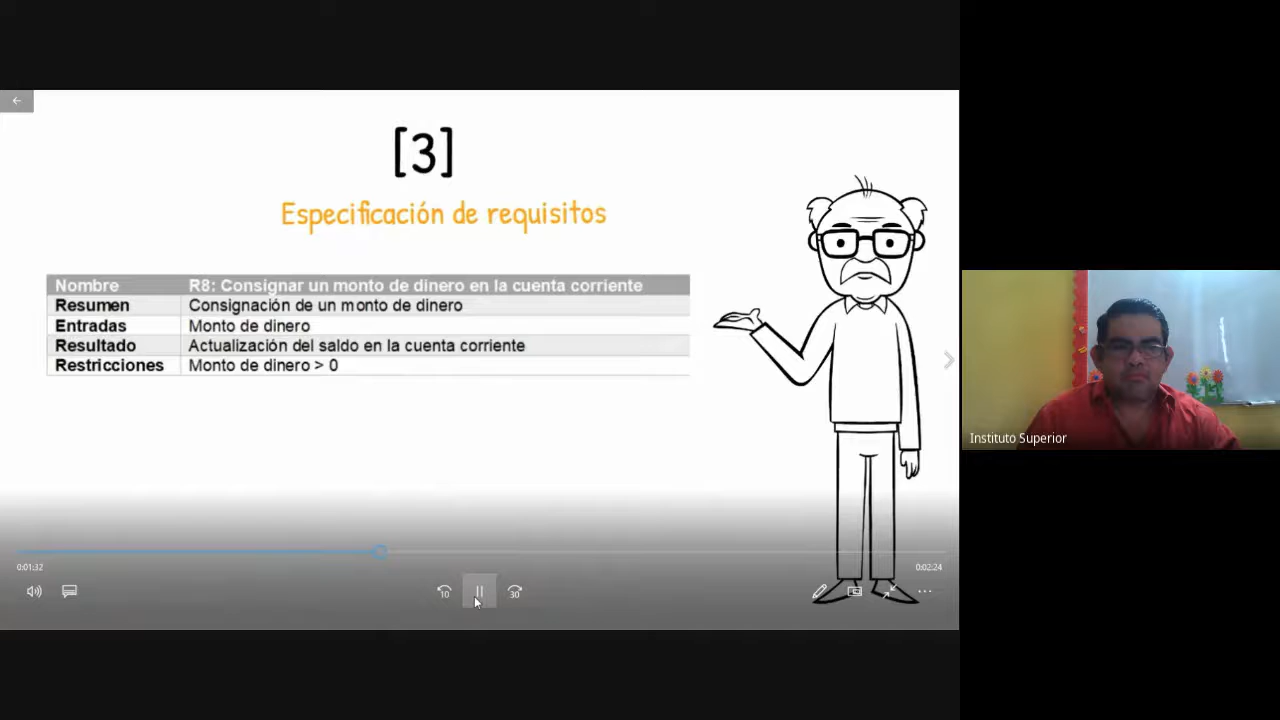 [3]
Especificación de requisitos
Nombre R8: Consignar un monto de dinero en la cuenta corriente
Resumen Consignación de un monto de dinero
Entradas Monto de dinero
Resultado Actualización del saldo en la cuenta corriente
Restricciones Monto de dinero > 0
Instituto Superior
0:01:32
0:02:24
10
30